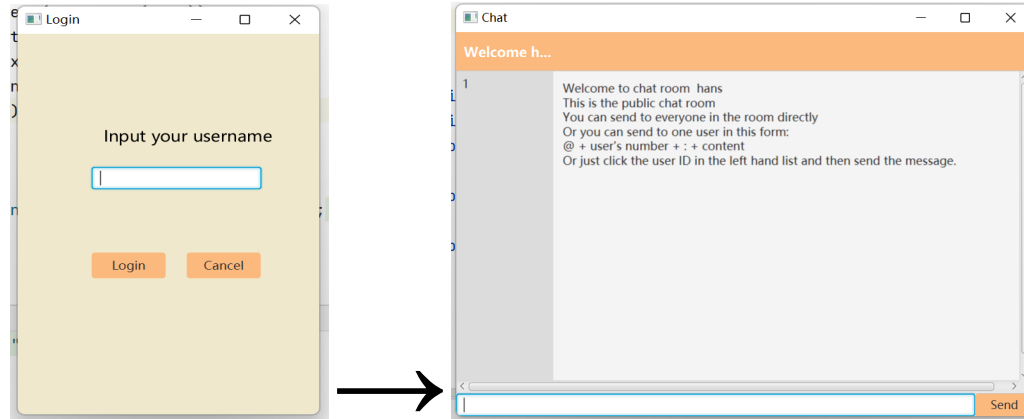 Login
Input your username
Login
Cancel
Chat
Welcome h...
1
Welcome to chat room  hans
This is the public chat room
You can send to everyone in the room directly
Or you can send to one user in this form:
@ + user's number + : + content
Or just click the user ID in the left hand list and then send the message.
Send